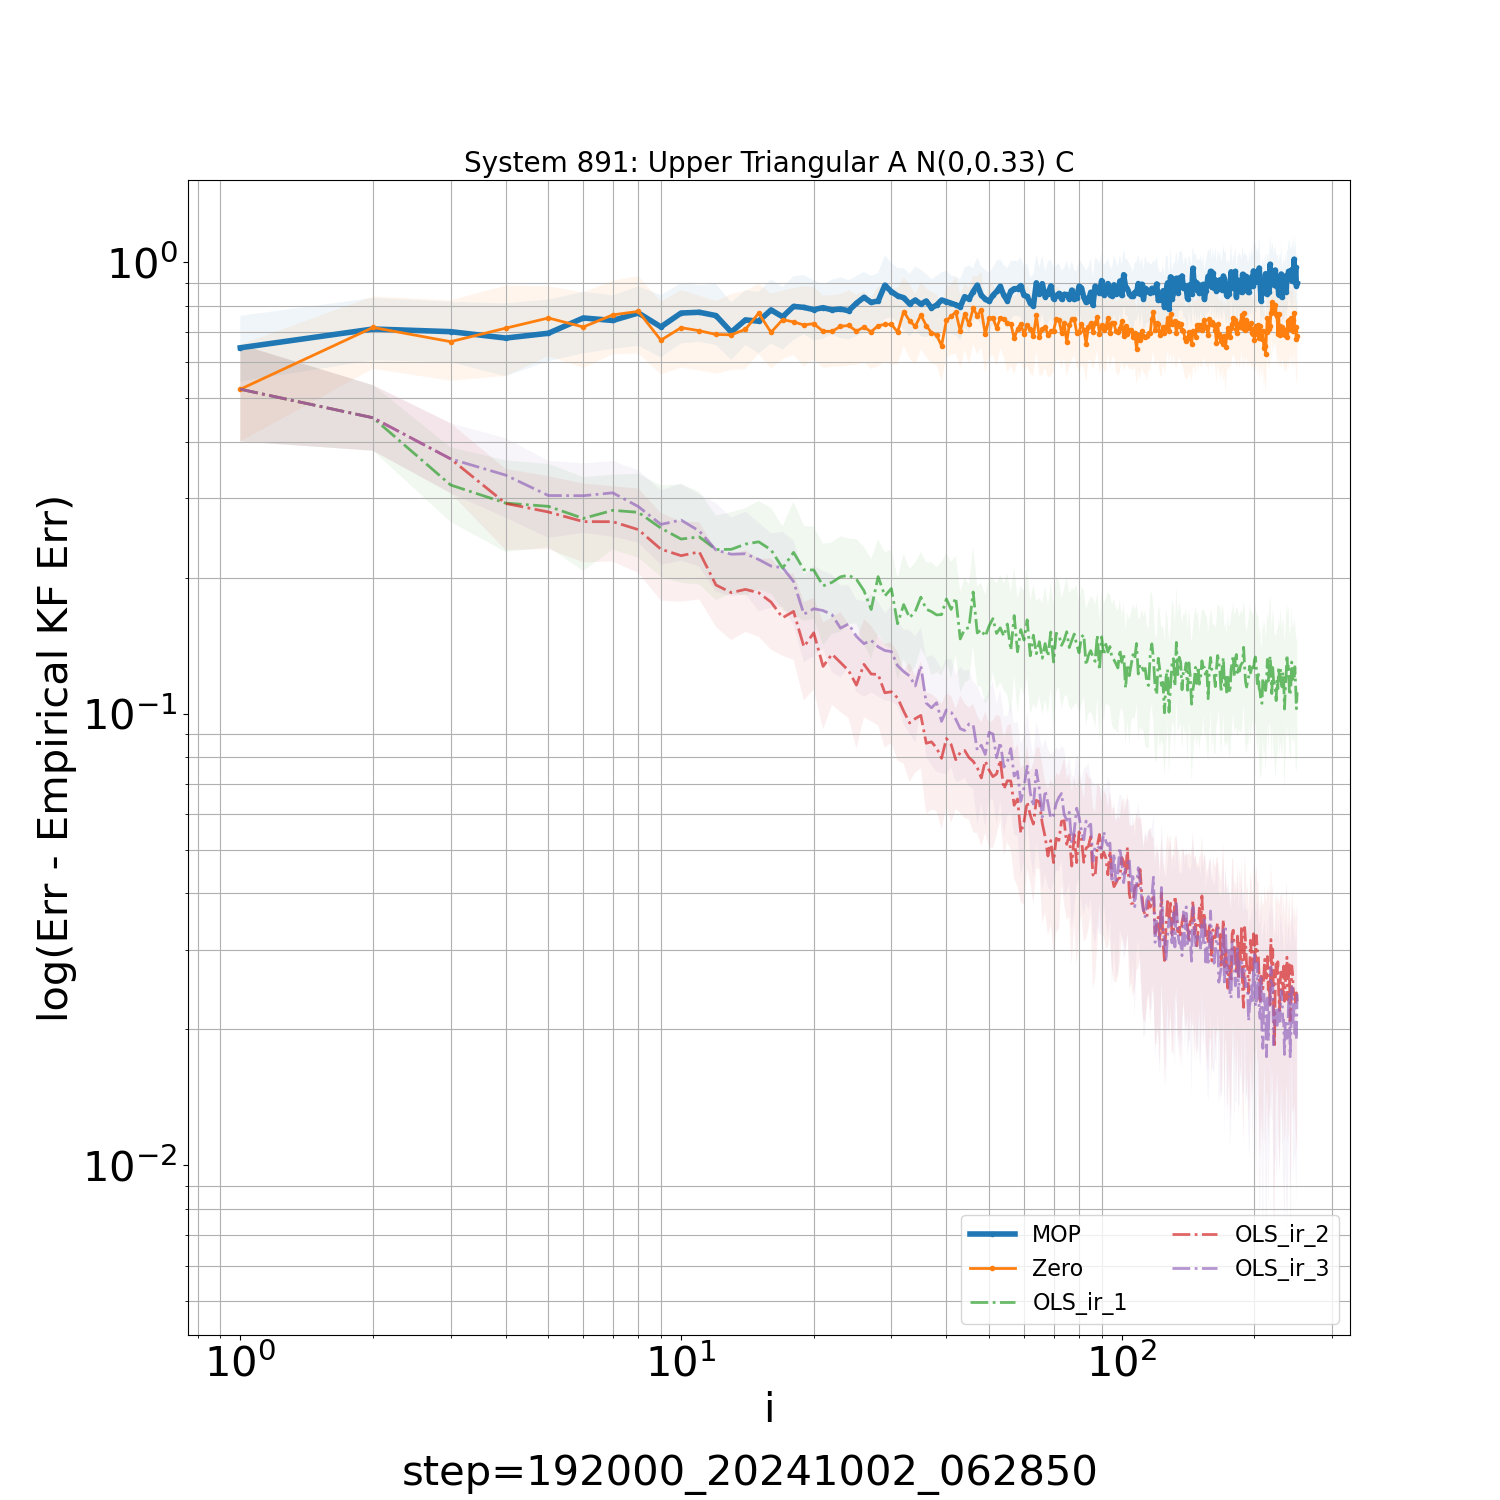 System 891: Upper Triangular A N(0,0.33) C
log(Err - Empirical KF Err)
10^0
10^-1
10^-2
MOP
Zero
OLS_ir_1
OLS_ir_2
OLS_ir_3
10^0
10^1
10^2
i
step=192000_20241002_062850